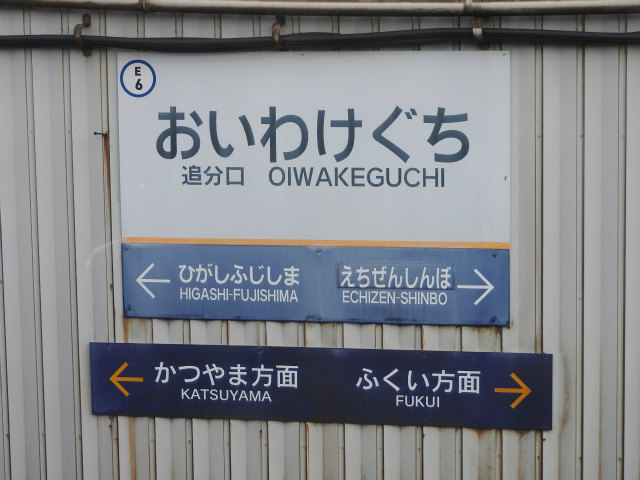 E
6
おいわけぐち
追分口 OIWAKEGUCHI
← ひがしふじしま えちぜんしんぼ →
HIGASHI-FUJISHIMA ECHIZEN-SHINBO
← かつやま方面 ふくい方面 →
KATSUYAMA FUKUI